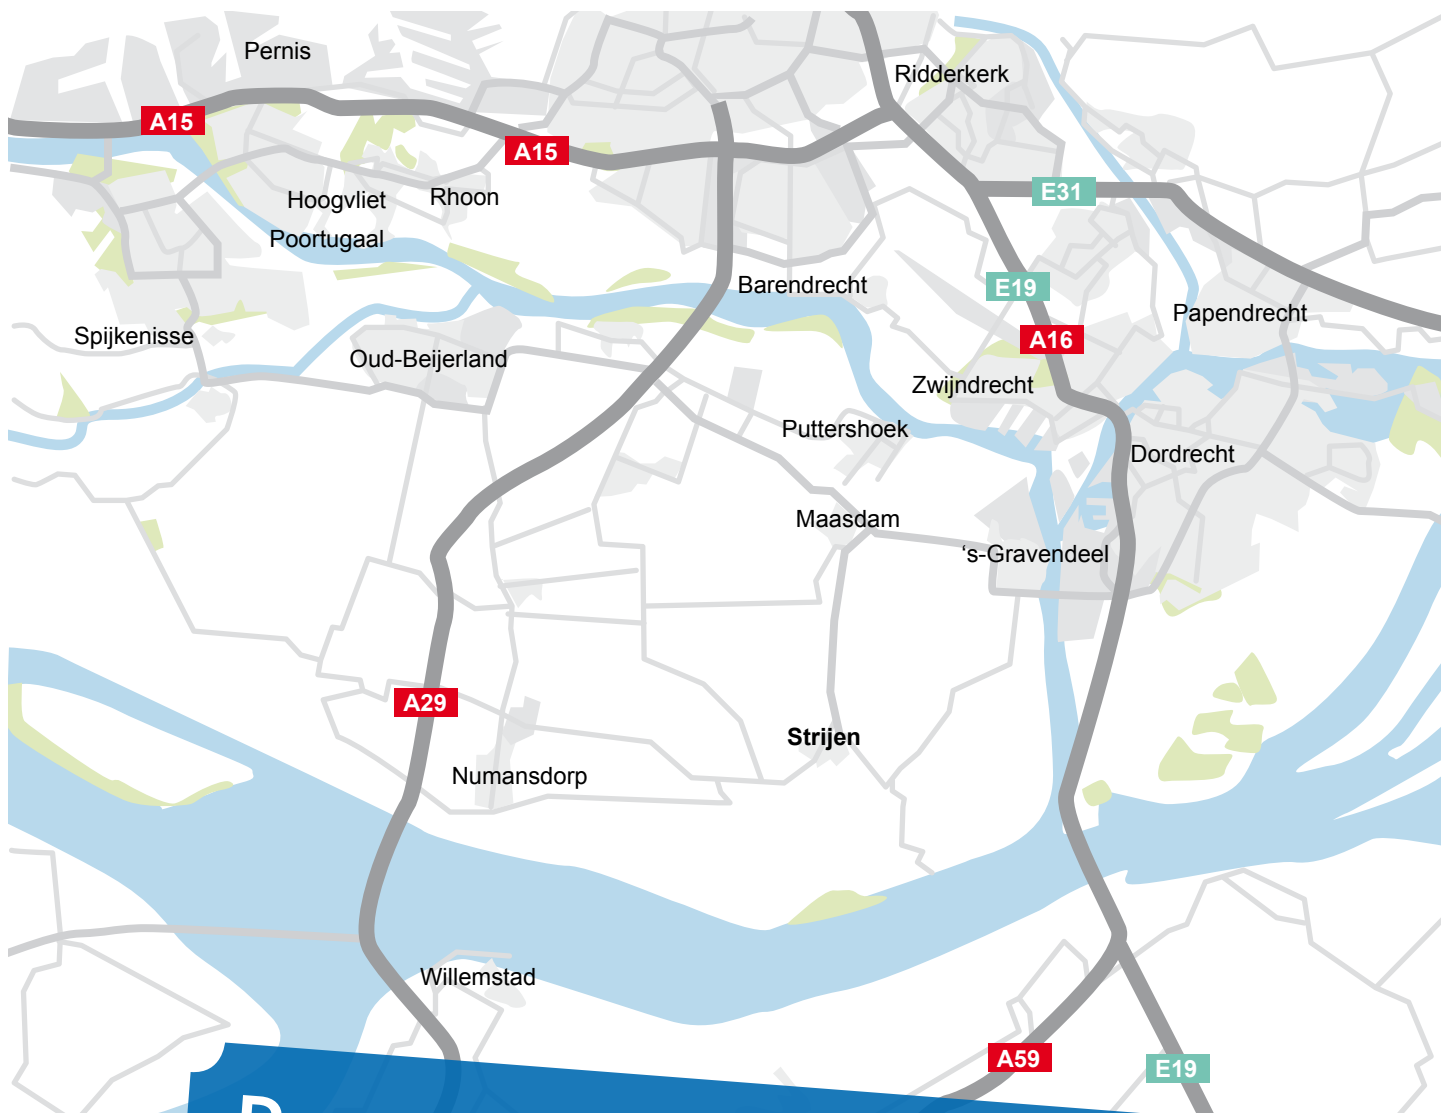 Pernis
Ridderkerk
A15
A15
E31
Hoogvliet
Rhoon
Poortugaal
Barendrecht
E19
Papendrecht
Spijkenisse
A16
Oud-Beijerland
Zwijndrecht
Puttershoek
Dordrecht
Maasdam
‘s-Gravendeel
A29
Strijen
Numansdorp
Willemstad
A59
E19